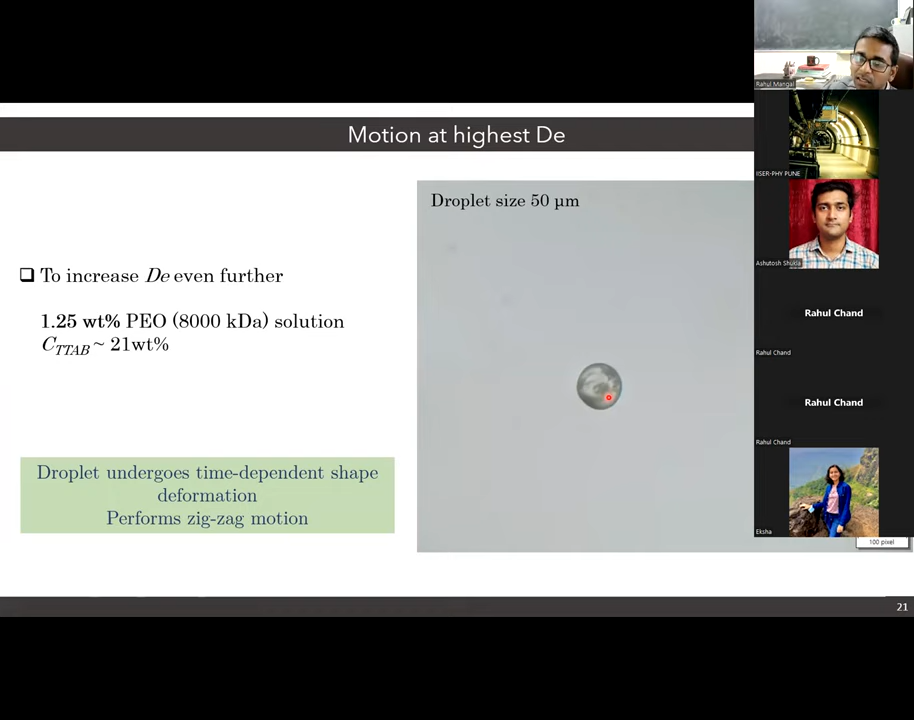 Motion at highest De
Droplet size 50 µm
❑ To increase De even further
1.25 wt% PEO (8000 kDa) solution
C_TTAB ~ 21wt%
Droplet undergoes time-dependent shape
deformation
Performs zig-zag motion
100 pixel
21
Rahul Mangal
IISER-PHY PUNE
Ashutosh Shukla
Rahul Chand
Rahul Chand
Rahul Chand
Rahul Chand
Eksha